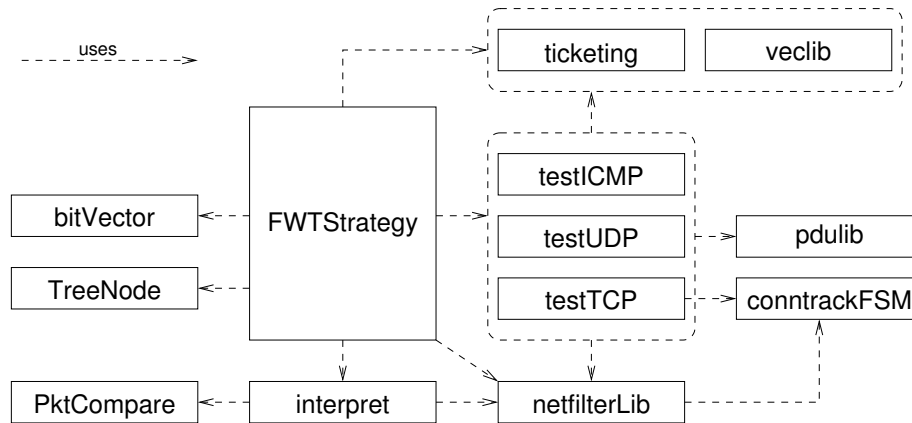 uses
ticketing
veclib
testICMP
bitVector
FWTStrategy
testUDP
pdulib
TreeNode
testTCP
conntrackFSM
PktCompare
interpret
netfilterLib